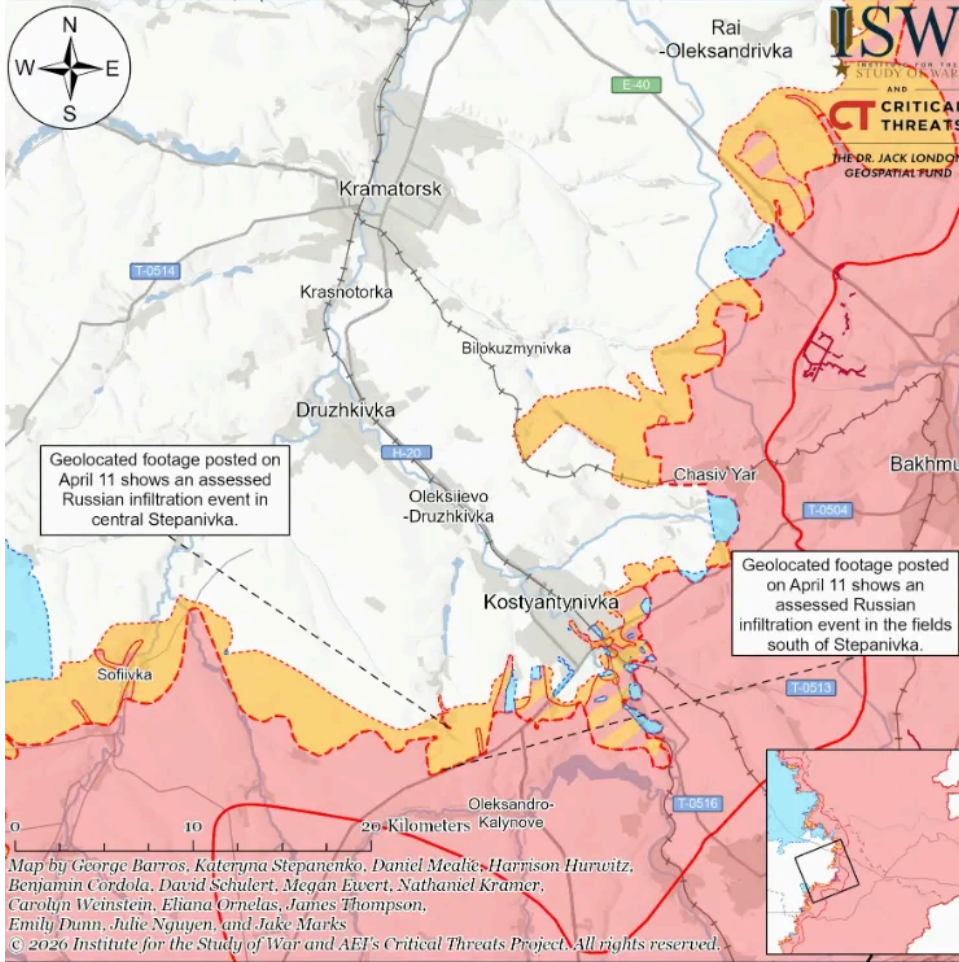 N
W E
S
Rai
-Oleksandrivka
ISW
INSTITUTE FOR THE
STUDY OF WAR
AND
CT CRITICAL
THREATS
THE DR. JACK LONDON
GEOSPATIAL FUND
E-40
Kramatorsk
T-0514
Krasnotorka
Bilokuzmynivka
Druzhkivka
H-20
Geolocated footage posted on
April 11 shows an assessed
Russian infiltration event in
central Stepanivka.
Chasiv Yar
Bakhmu
Oleksiievo
-Druzhkivka
T-0504
Geolocated footage posted
on April 11 shows an
assessed Russian
infiltration event in the fields
south of Stepanivka.
Kostyantynivka
Sofiivka
T-0513
Oleksandro-
Kalynove
T-0516
0 10 20 Kilometers
Map by George Barros, Kateryna Stepanenko, Daniel Mealie, Harrison Hurwitz,
Benjamin Cordola, David Schulert, Megan Ewert, Nathaniel Kramer,
Carolyn Weinstein, Eliana Ornelas, James Thompson,
Emily Dunn, Julie Nguyen, and Jake Marks
© 2026 Institute for the Study of War and AEI's Critical Threats Project. All rights reserved.